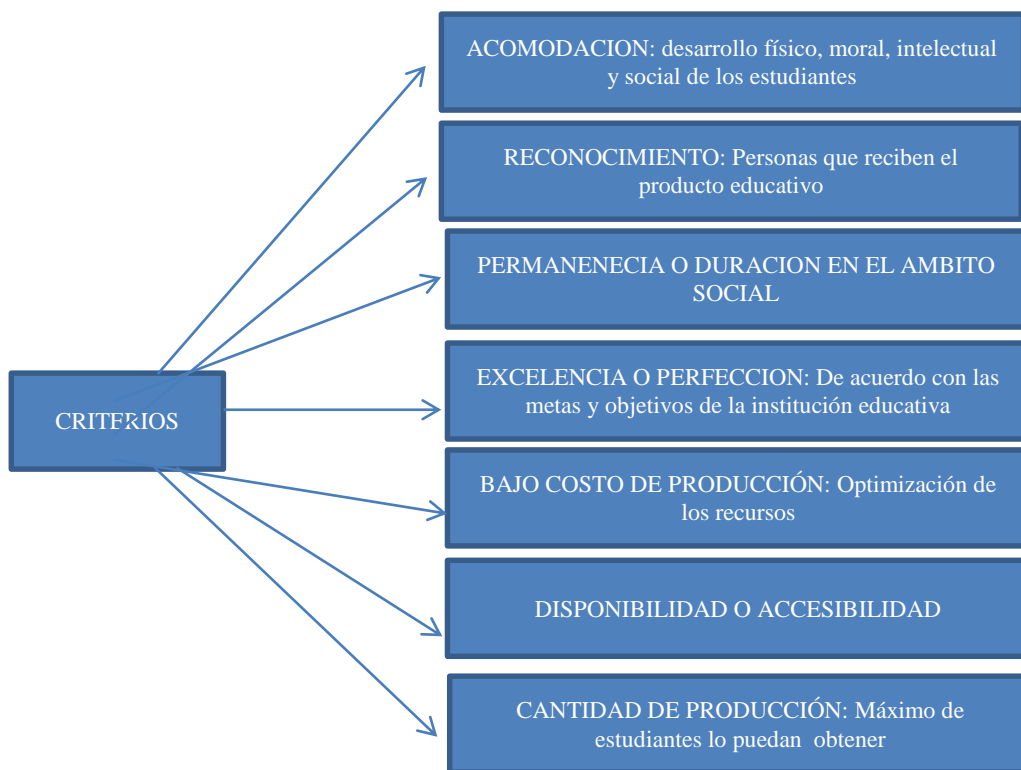 ACOMODACION: desarrollo físico, moral, intelectual
y social de los estudiantes
RECONOCIMIENTO: Personas que reciben el
producto educativo
PERMANENECIA O DURACION EN EL AMBITO
SOCIAL
EXCELENCIA O PERFECCION: De acuerdo con las
metas y objetivos de la institución educativa
CRITERIOS
BAJO COSTO DE PRODUCCIÓN: Optimización de
los recursos
DISPONIBILIDAD O ACCESIBILIDAD
CANTIDAD DE PRODUCCIÓN: Máximo de
estudiantes lo puedan obtener